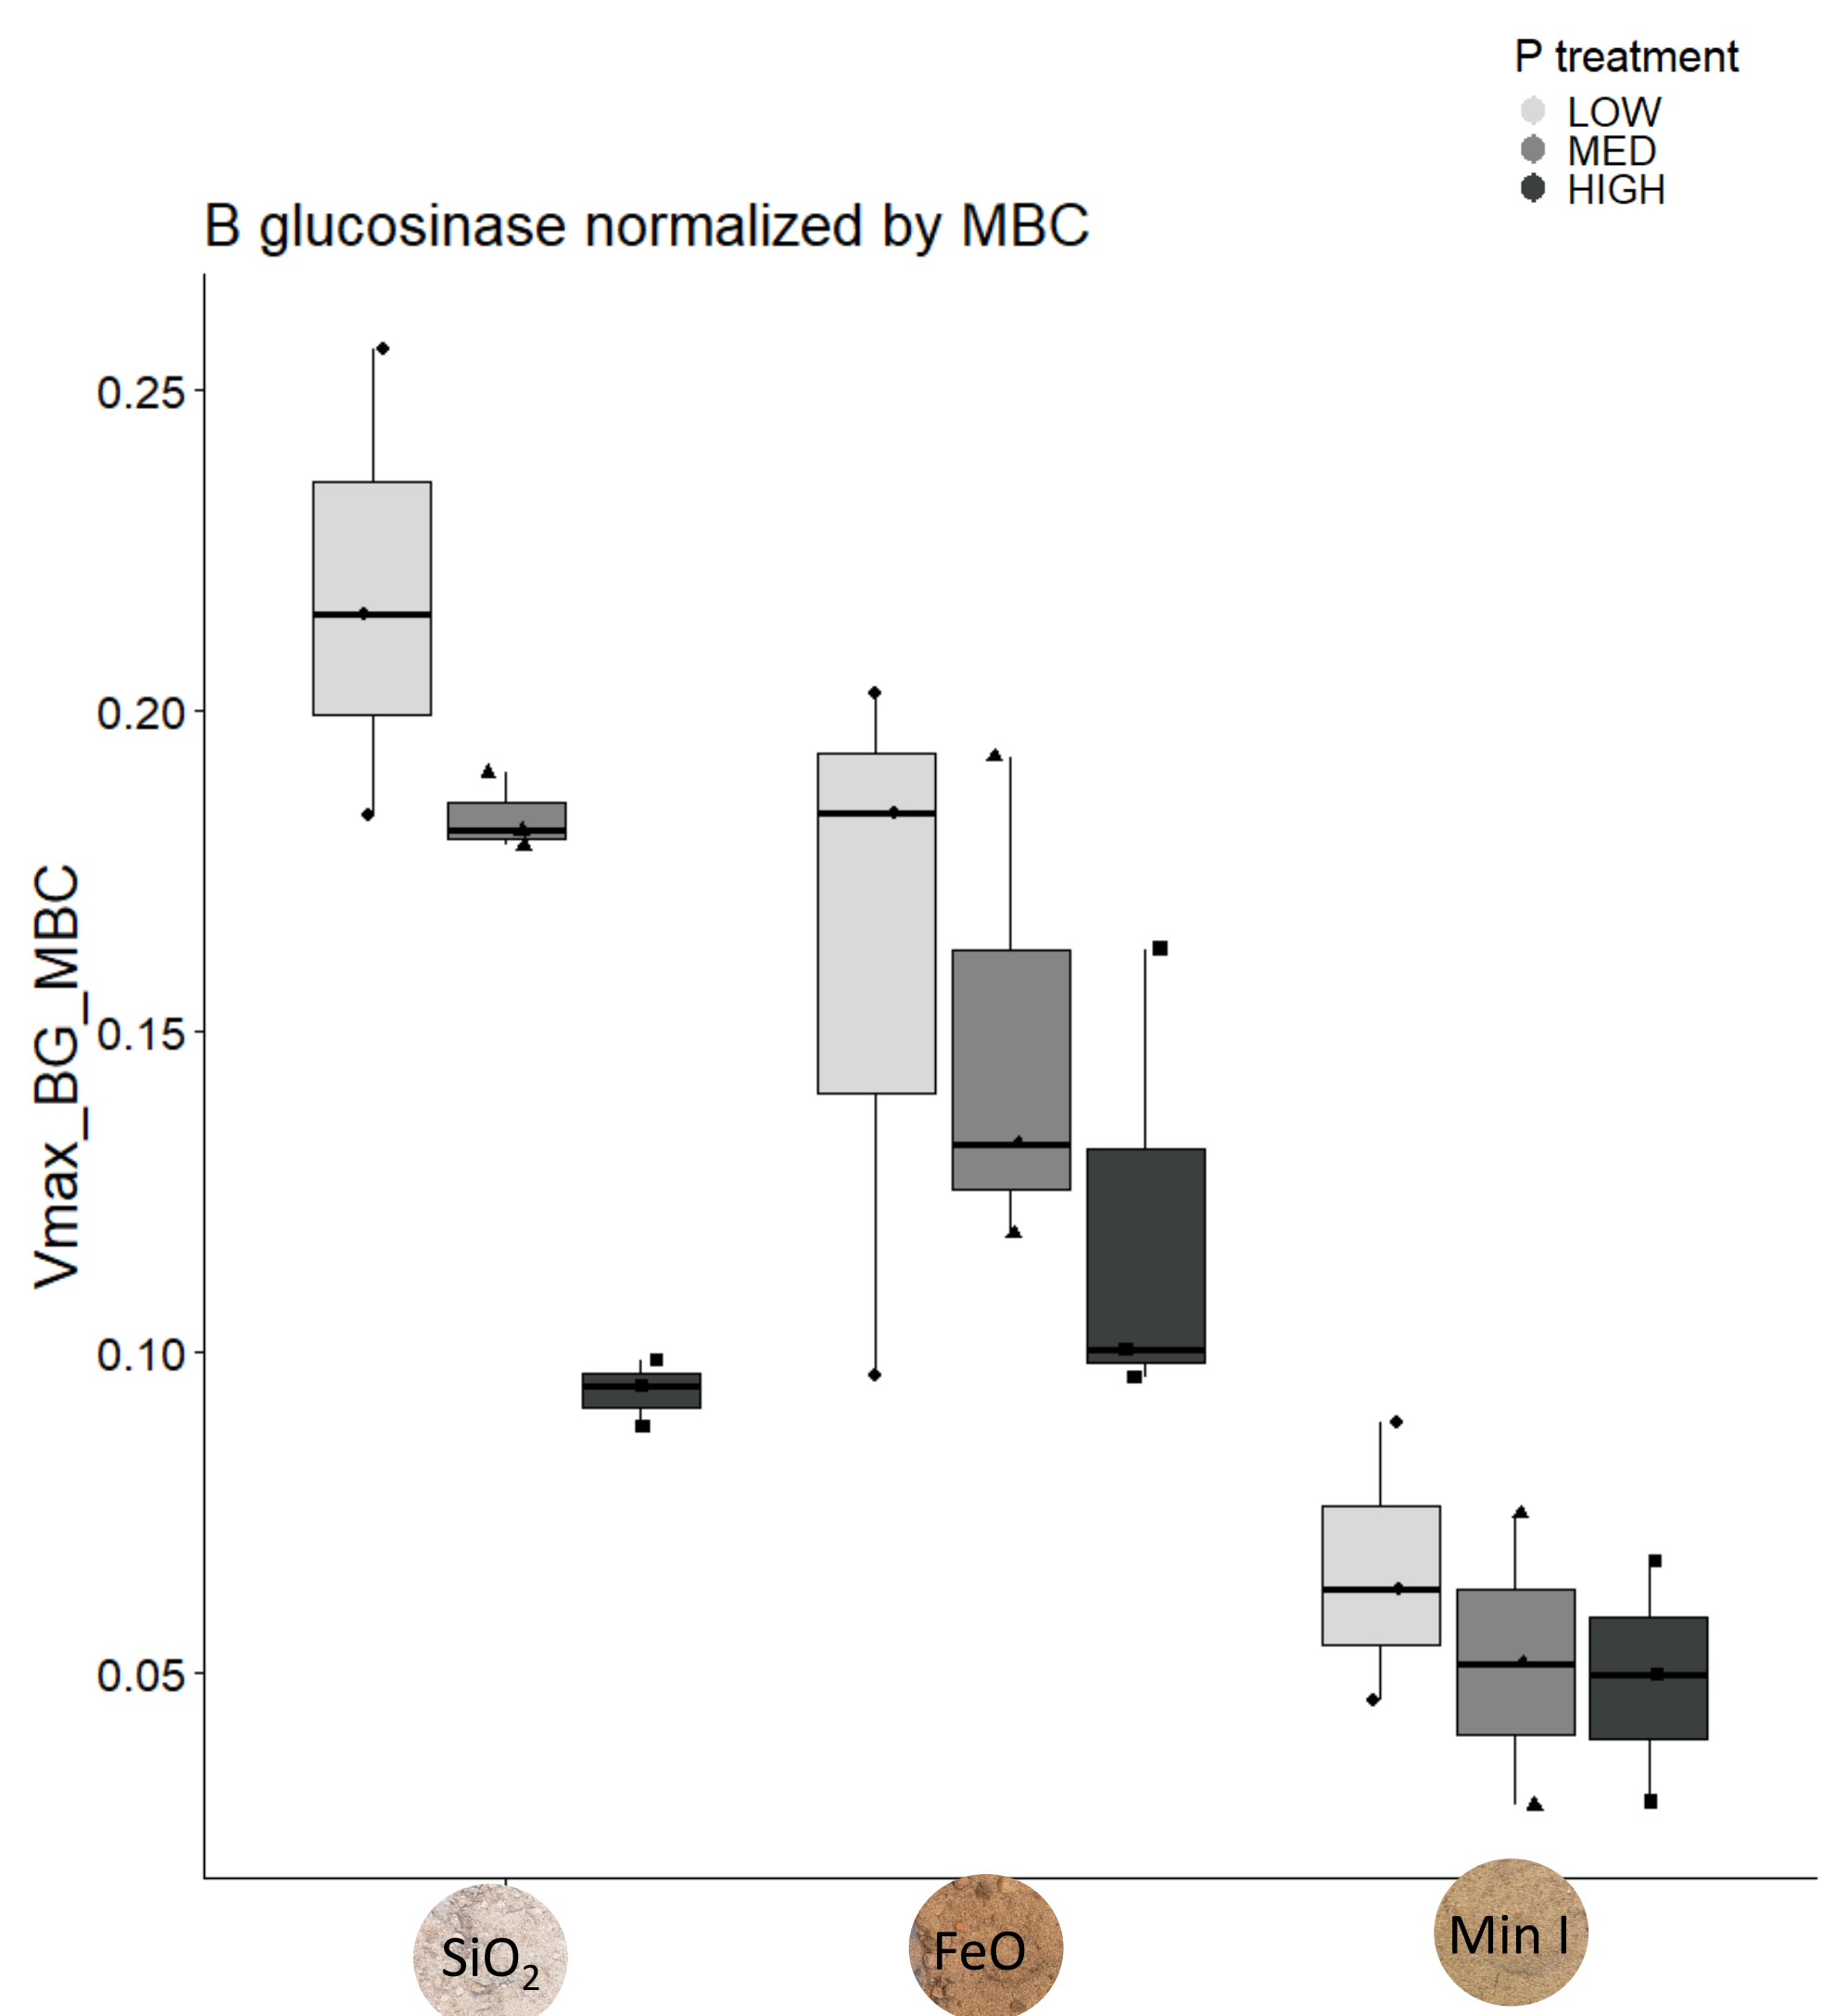 P treatment
LOW
MED
HIGH
B glucosinase normalized by MBC
Vmax_BG_MBC
0.25
0.20
0.15
0.10
0.05
SiO₂
FeO
Min I